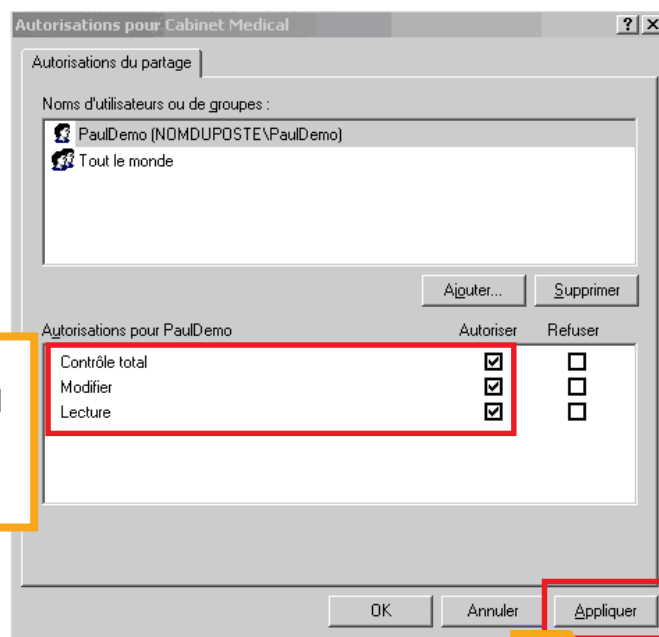 Autorisations pour Cabinet Medical
Autorisations du partage
Noms d'utilisateurs ou de groupes :
PaulDemo (NOMDUPOSTE\PaulDemo)
Tout le monde
Ajouter... Supprimer
Autorisations pour PaulDemo Autoriser Refuser
Contrôle total
Modifier
Lecture
OK Annuler Appliquer